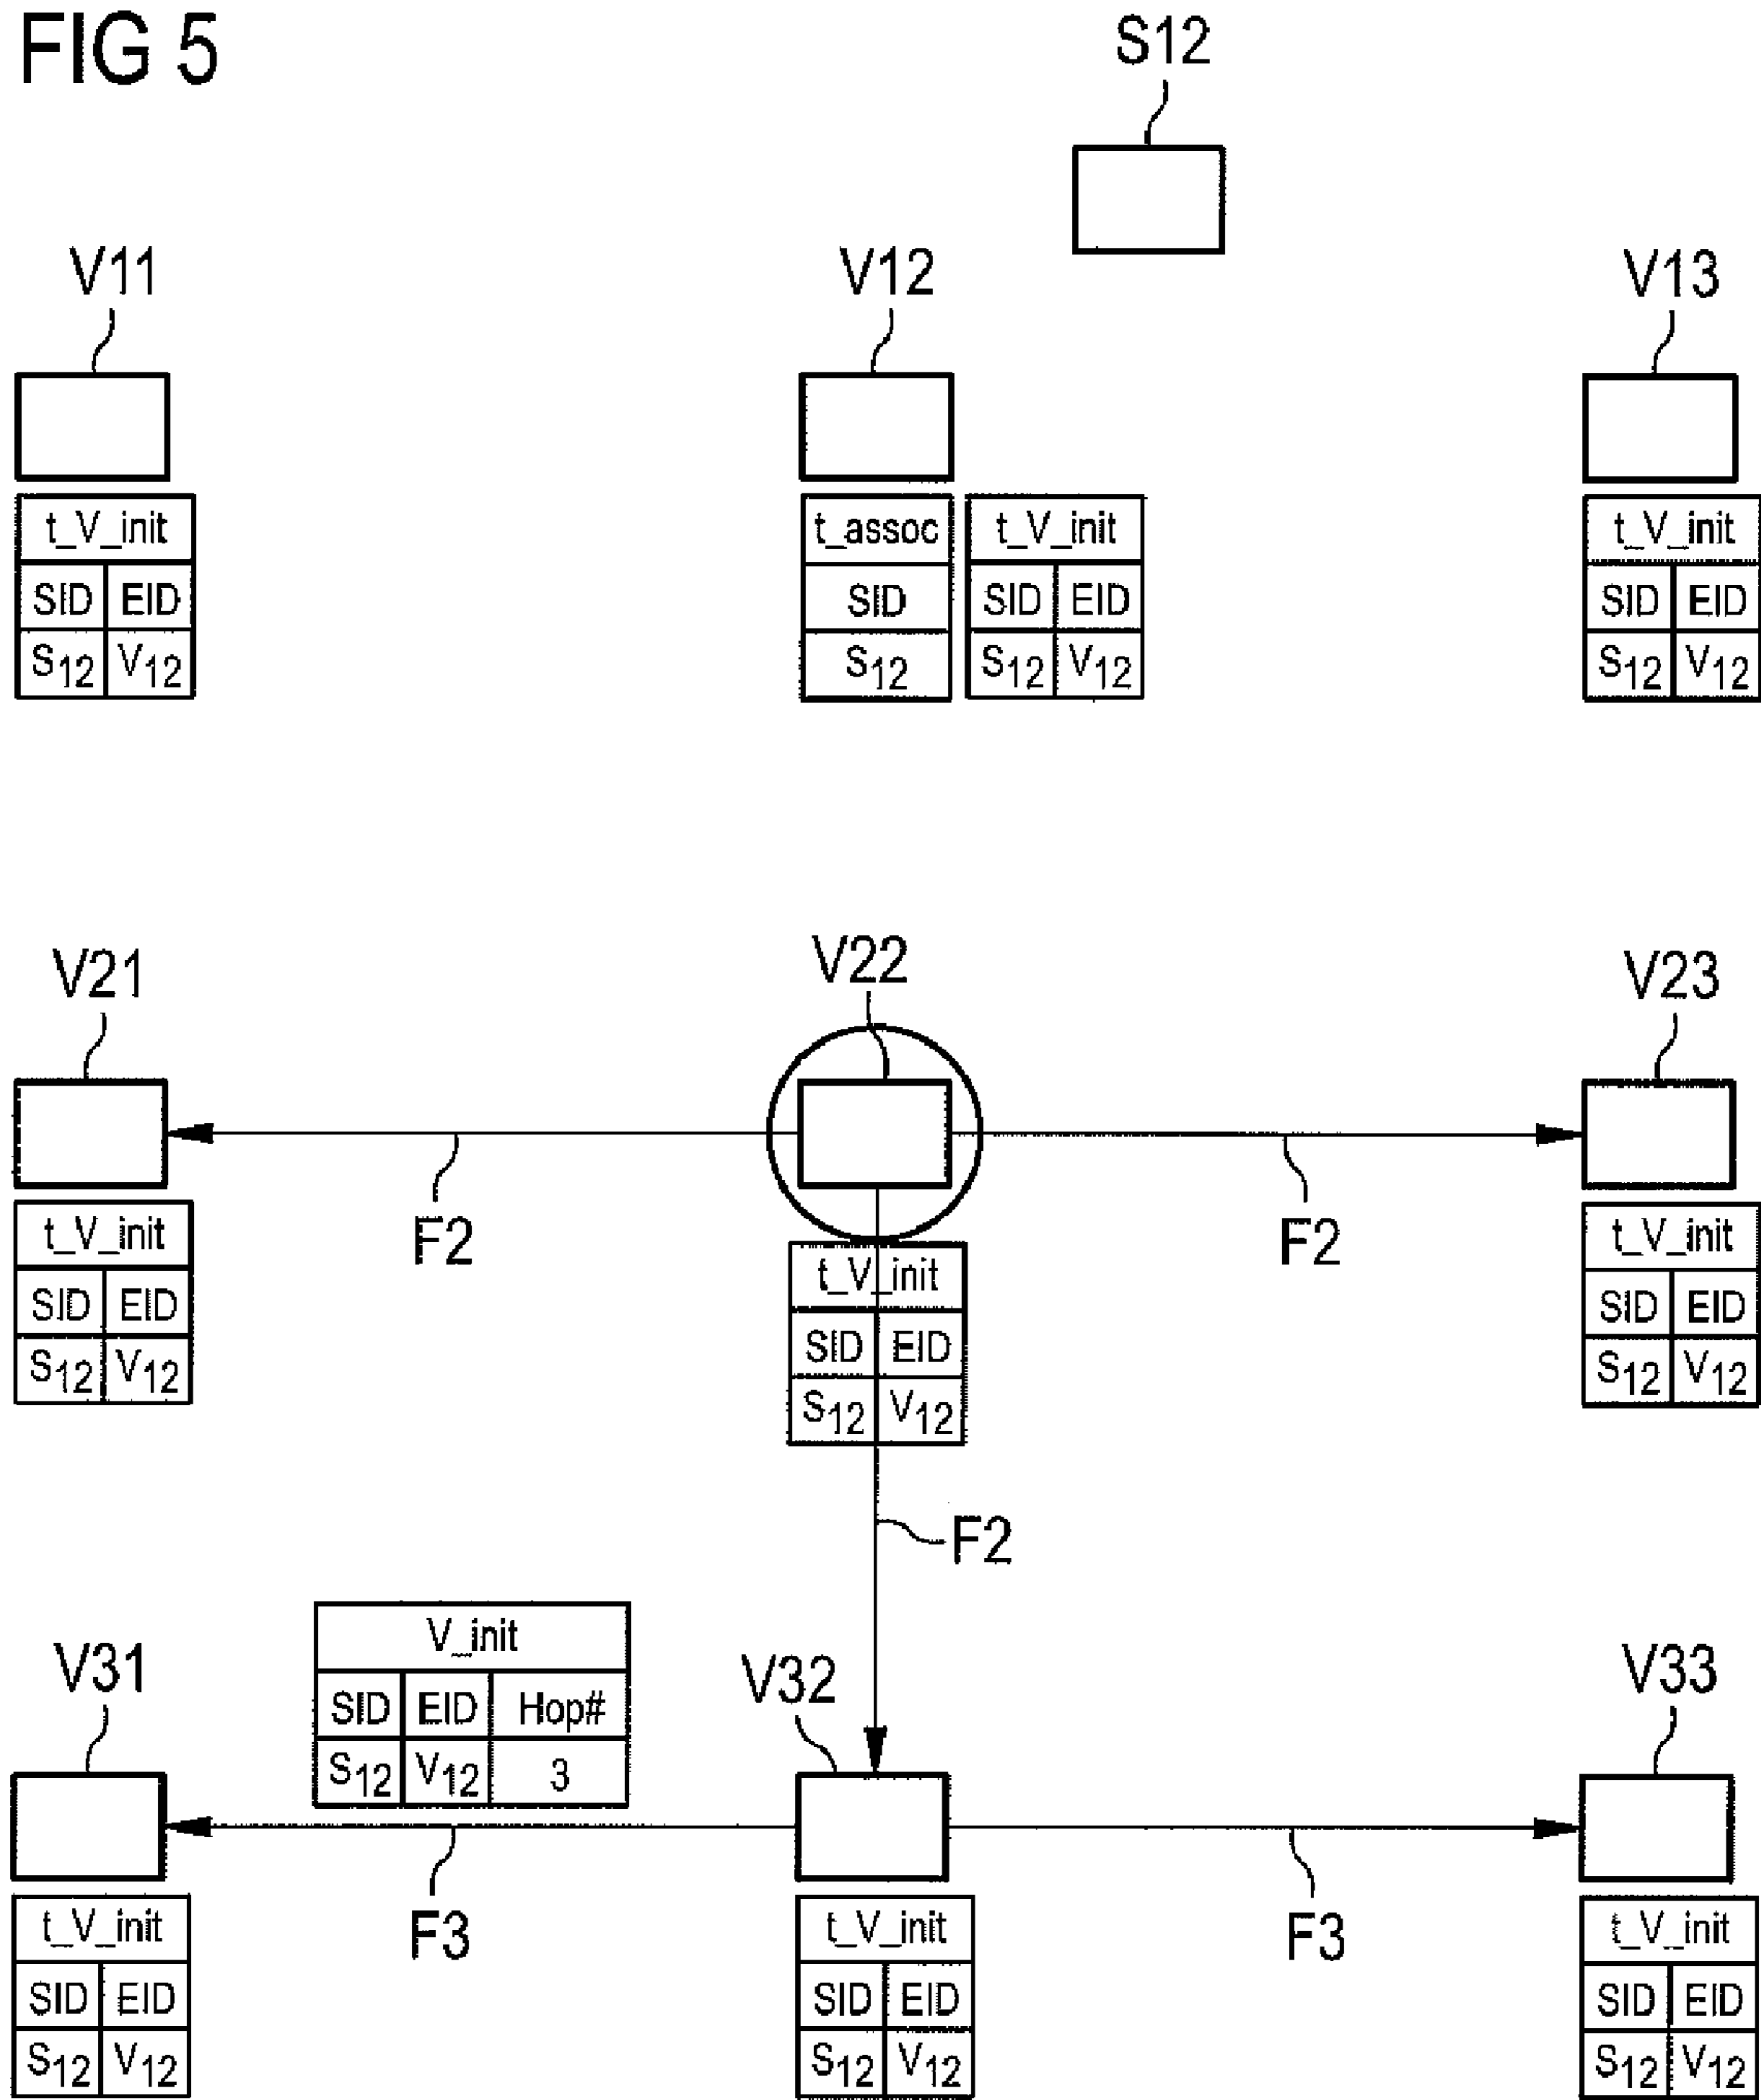 FIG 5
S12
V11
V12
V13
t_V_init
SID EID
S12 V12
t_assoc
SID
S12
t_V_init
SID EID
S12 V12
t_V_init
SID EID
S12 V12
V21
V22
V23
F2
F2
t_V_init
SID EID
S12 V12
t_V_init
SID EID
S12 V12
t_V_init
SID EID
S12 V12
F2
V_init
SID EID Hop#
S12 V12 3
V31
V32
V33
F3
F3
t_V_init
SID EID
S12 V12
t_V_init
SID EID
S12 V12
t_V_init
SID EID
S12 V12